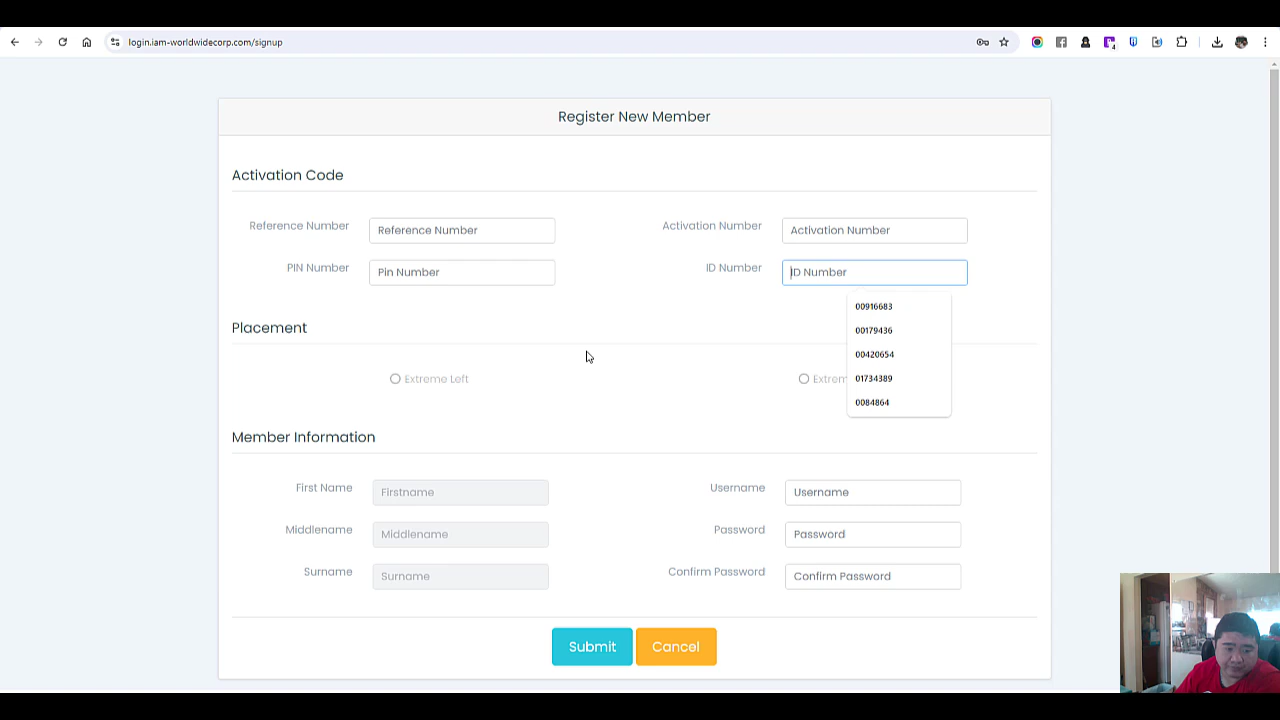 login.iam-worldwidecorp.com/signup
Register New Member
Activation Code
Reference Number Reference Number Activation Number Activation Number
PIN Number Pin Number ID Number ID Number
00916683
00179436
00420654
01734389
0084864
Placement
Extreme Left Extrem
Member Information
First Name Firstname Username Username
Middlename Middlename Password Password
Surname Surname Confirm Password Confirm Password
Submit Cancel